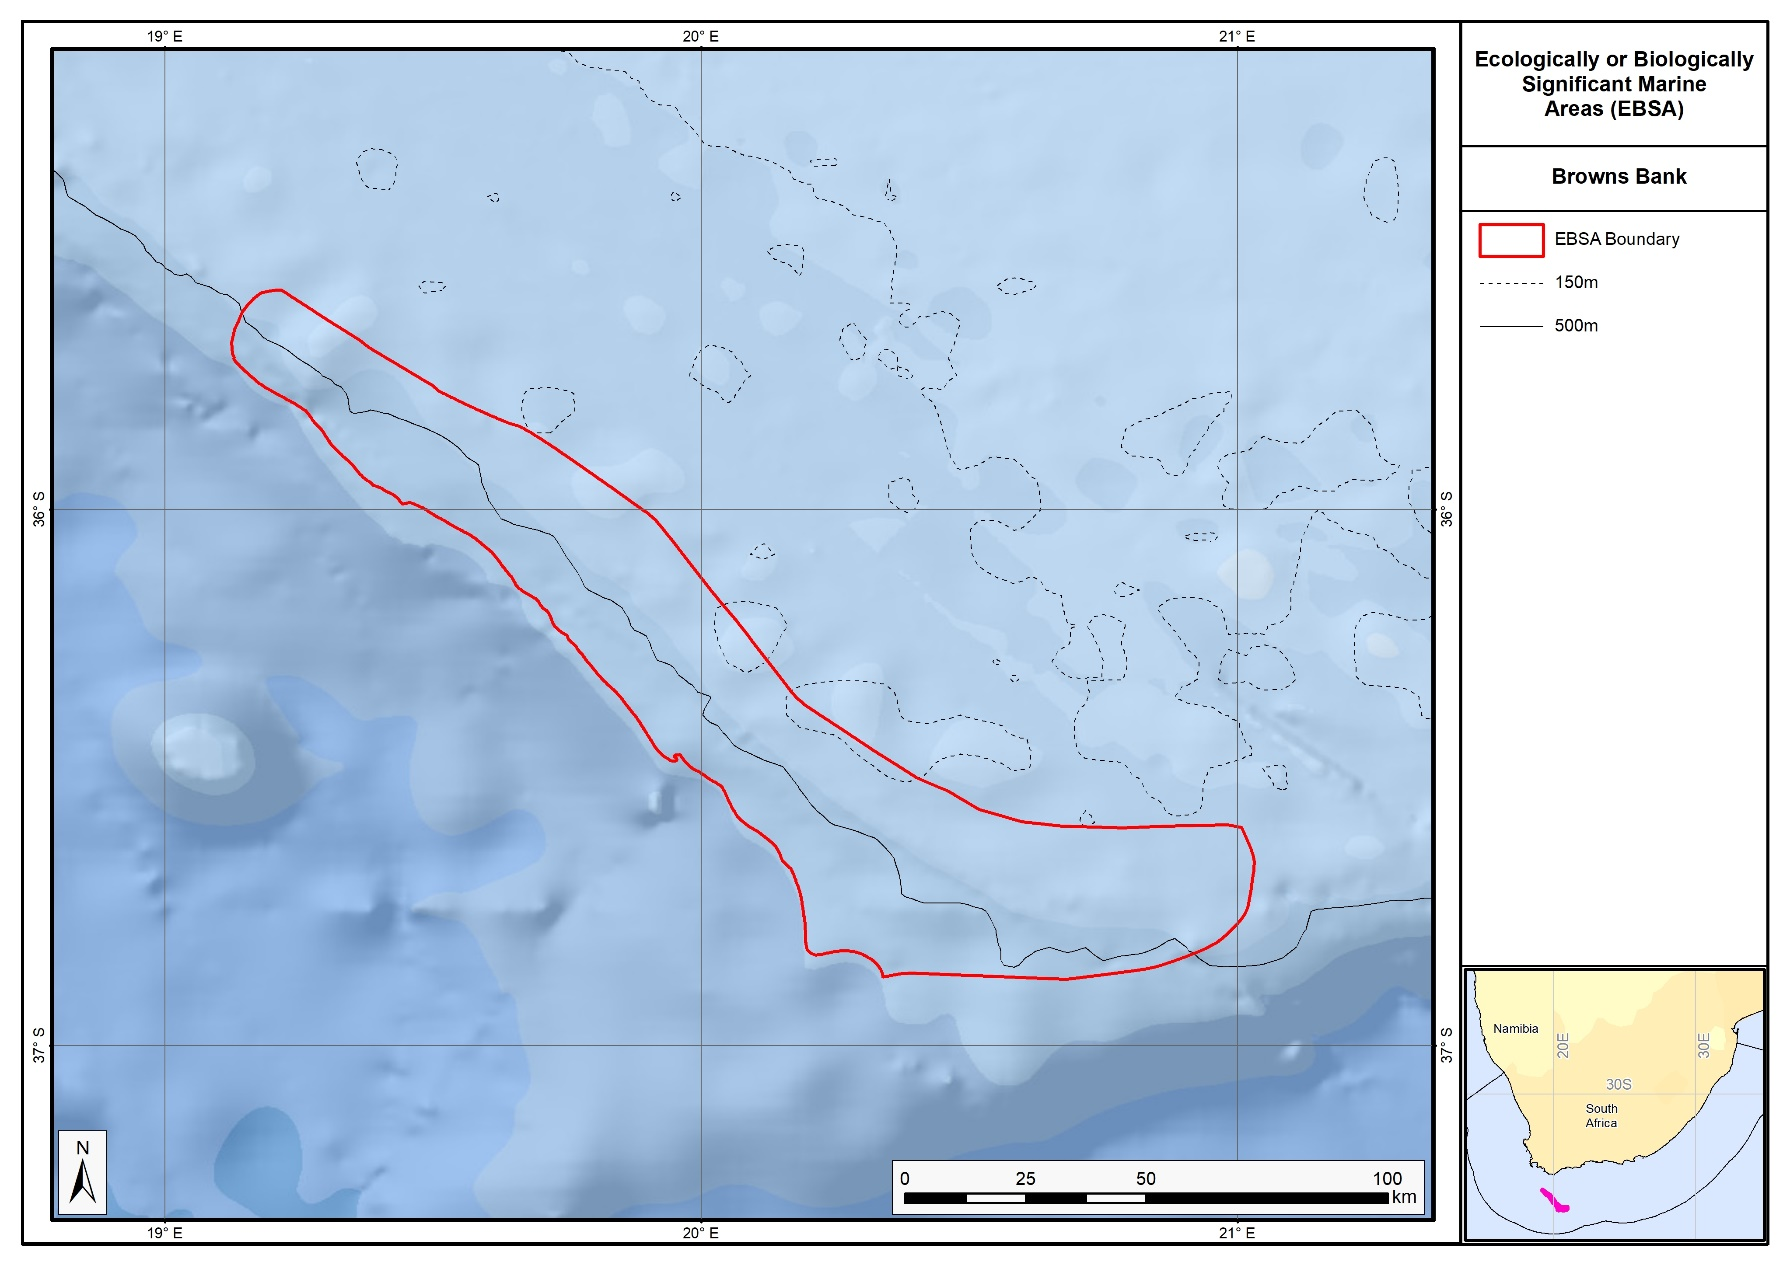 19° E 20° E 21° E
Ecologically or Biologically
Significant Marine
Areas (EBSA)
Browns Bank
EBSA Boundary
150m
500m
36° S 36° S
37° S 37° S
Namibia
20E
30E
30S
South
Africa
N
0 25 50 100
km
19° E 20° E 21° E